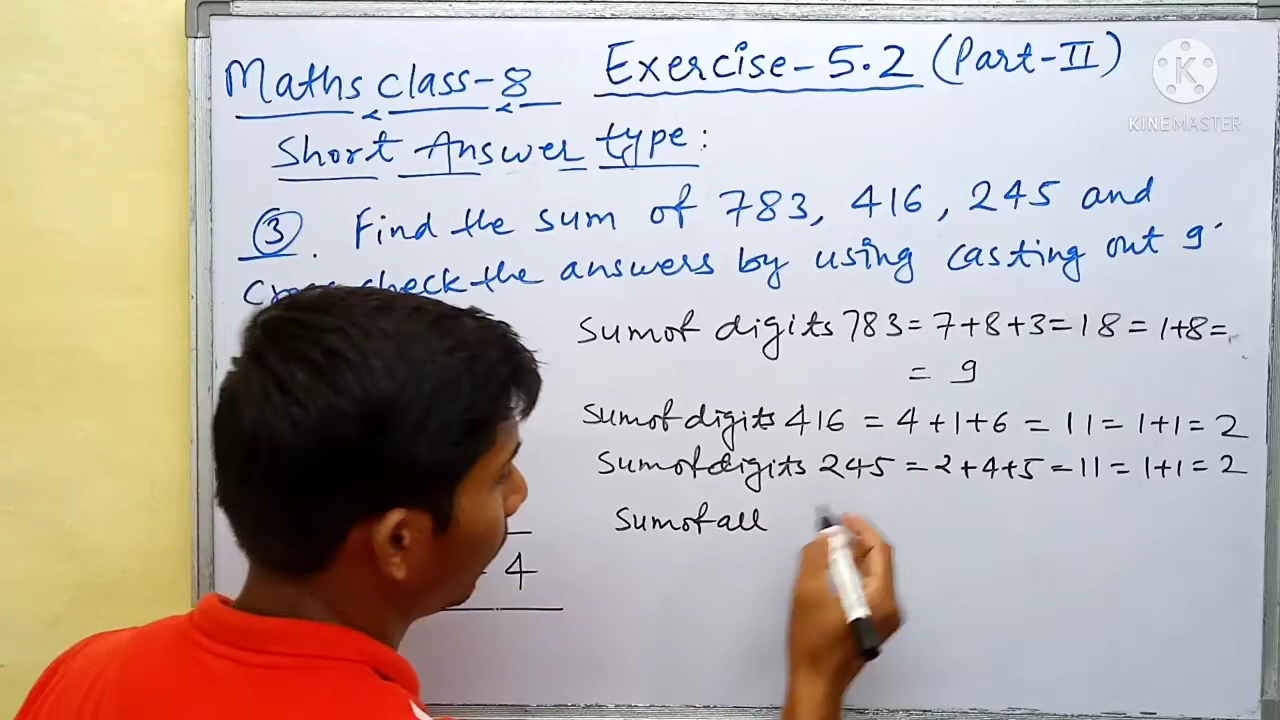 Maths class-8 Exercise-5.2 (Part-II)
KINEMASTER
Short Answer type:
③. Find the sum of 783, 416, 245 and
check the answers by using casting out 9'
Sum of digits 783 = 7+8+3=18 = 1+8=
= 9
Sum of digits 416 = 4+1+6 = 11 = 1+1=2
Sum of digits 245 = 2+4+5 = 11 = 1+1=2
Sum of all
4